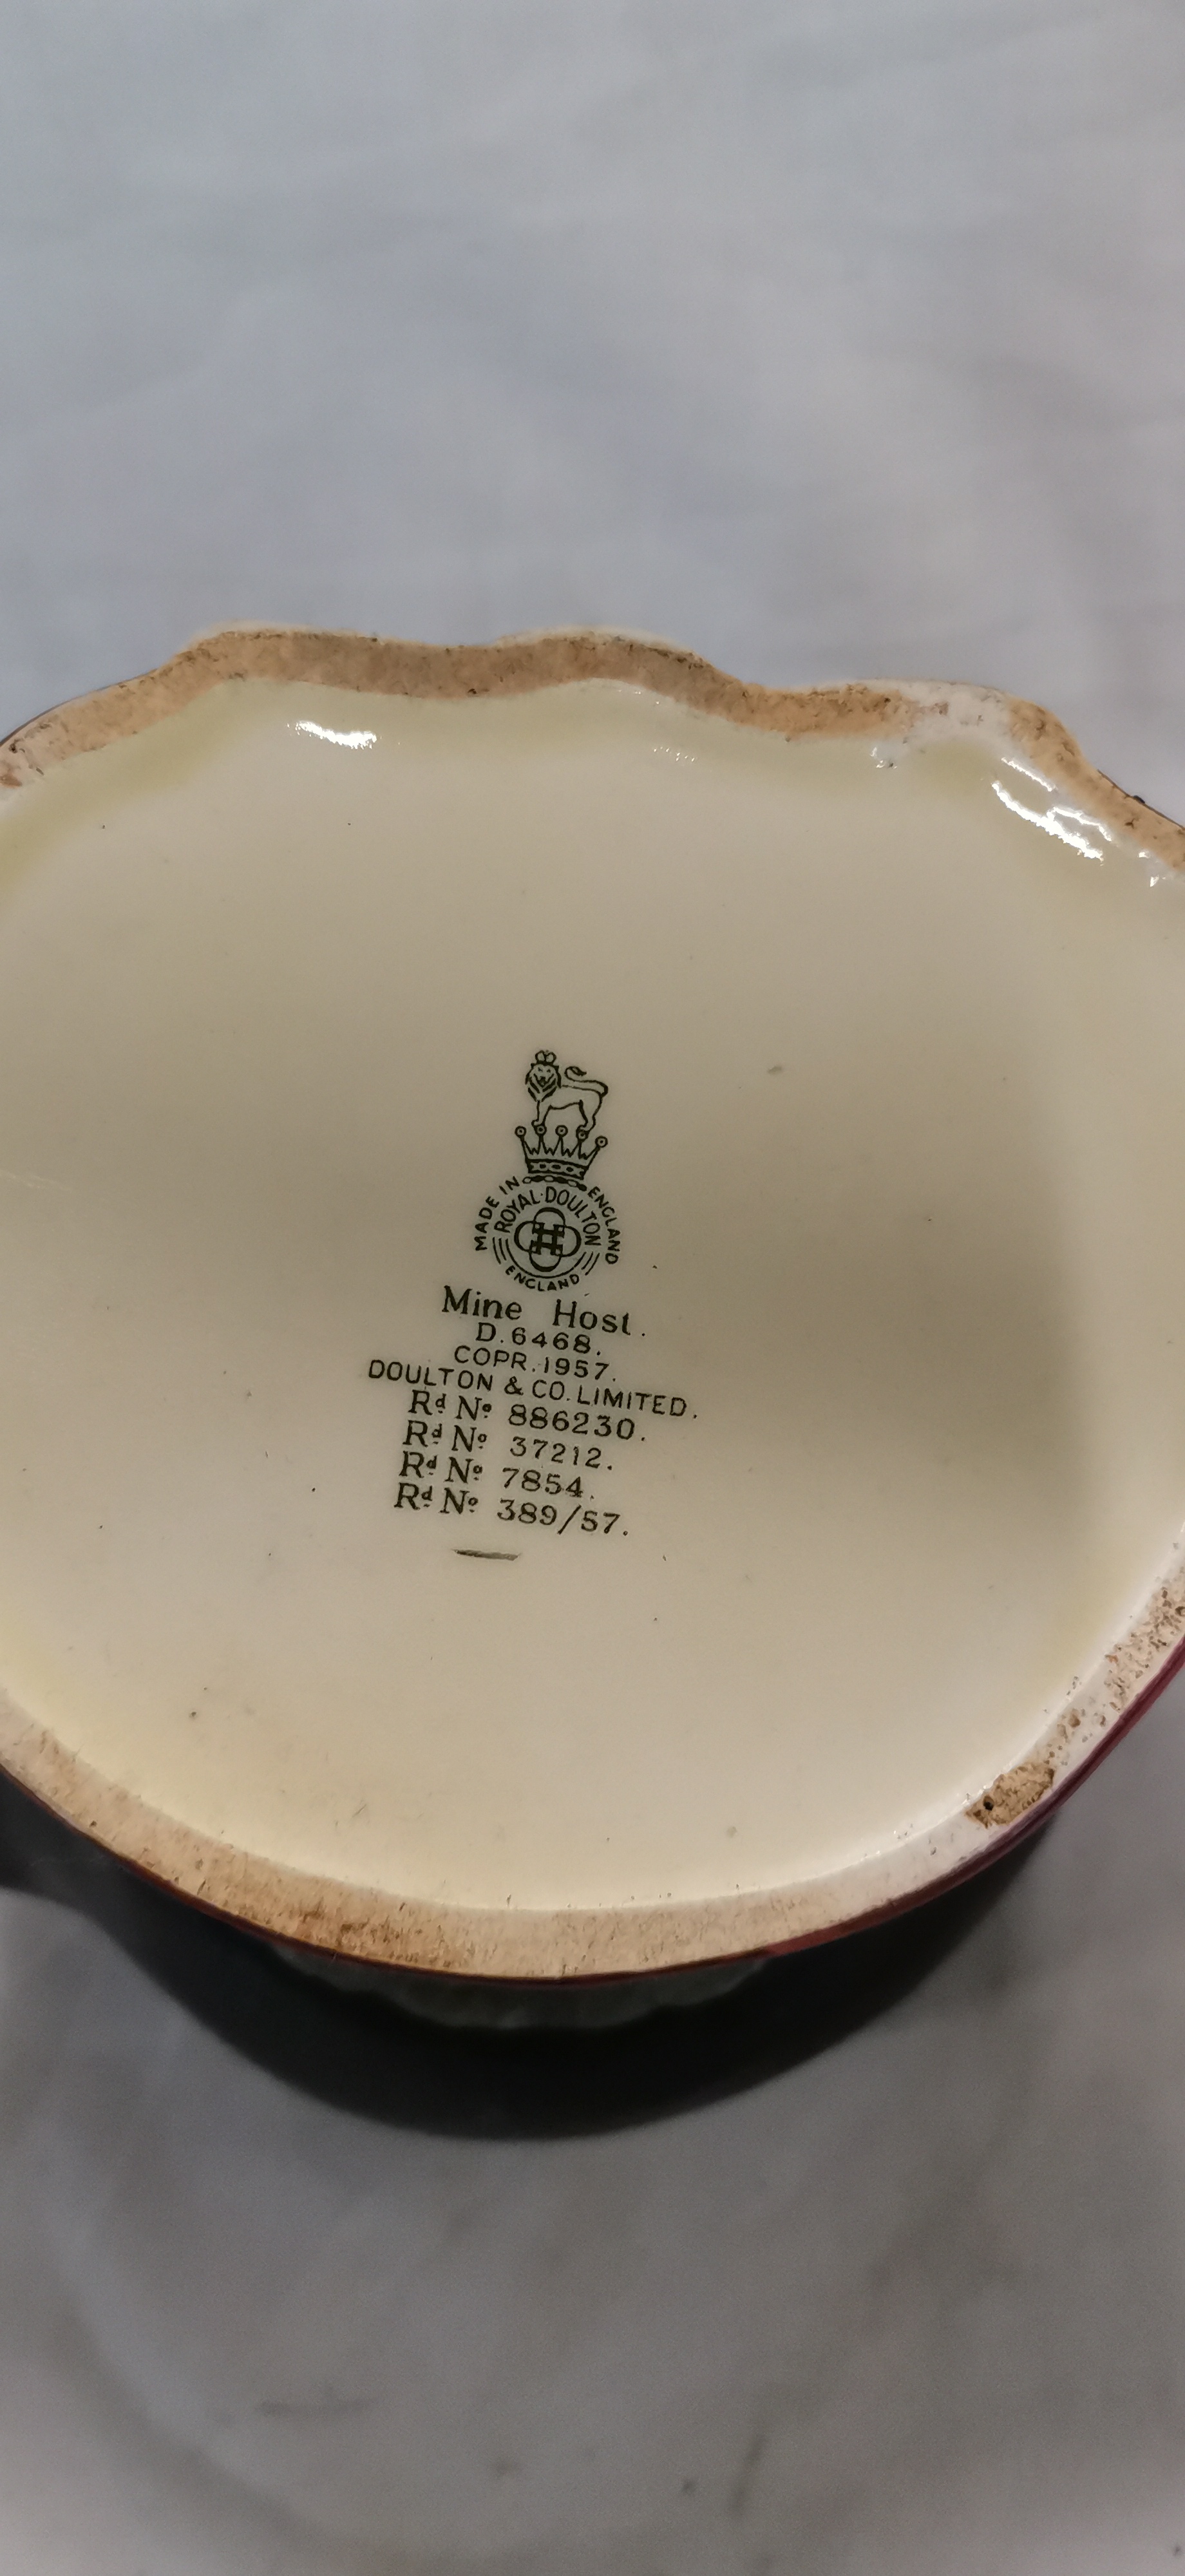 MADE IN ENGLAND
ROYAL·DOULTON
ENGLAND
Mine Host.
D.6468.
COPR.1957.
DOULTON & CO.LIMITED.
Rd No 886230.
Rd No 37212.
Rd No 7854.
Rd No 389/57.